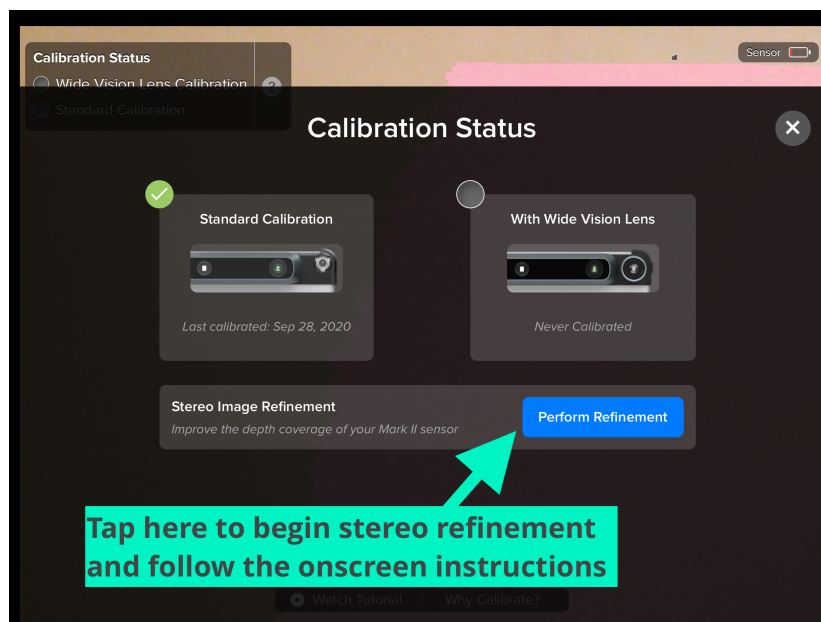 Calibration Status
Sensor
Wide Vision Lens Calibration
?
Standard Calibration
Calibration Status
Standard Calibration
With Wide Vision Lens
Last calibrated: Sep 28, 2020
Never Calibrated
Stereo Image Refinement
Improve the depth coverage of your Mark II sensor
Perform Refinement
Tap here to begin stereo refinement
and follow the onscreen instructions
Watch Tutorial | Why Calibrate?